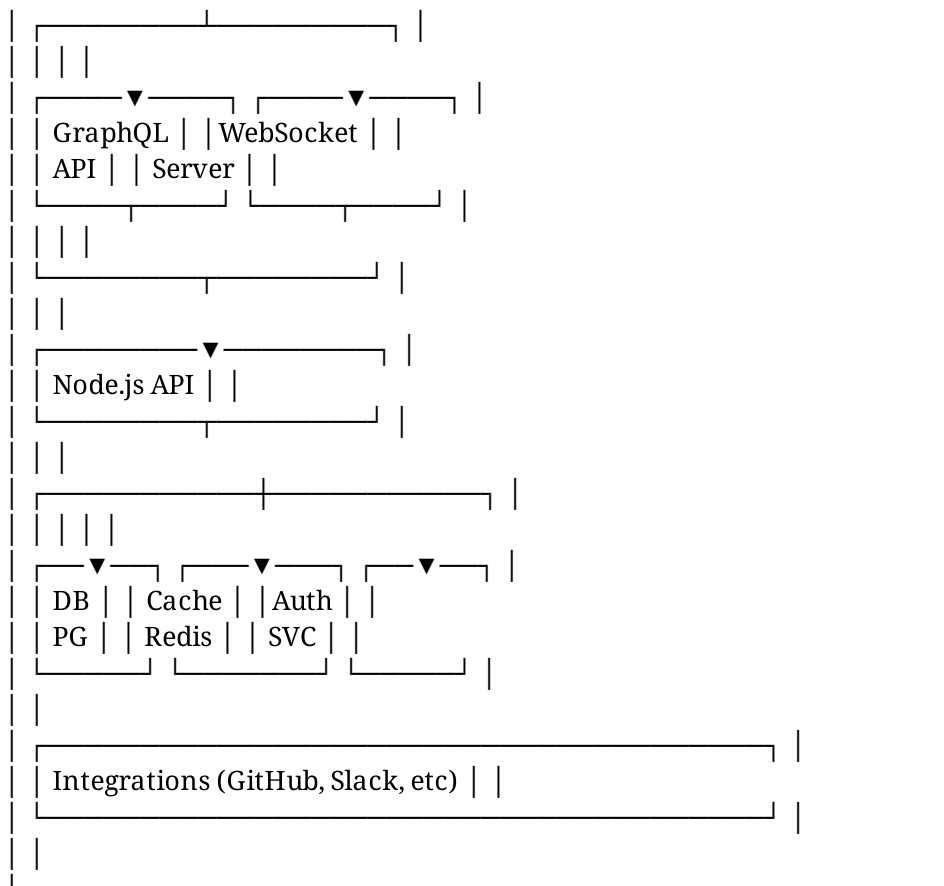 │ ┌─────────┴──────────┐ │
│ │ │ │
│ ┌─────▼─────┐ ┌─────▼─────┐ │
│ │ GraphQL │ │WebSocket │ │
│ │ API │ │ Server │ │
│ └─────┬─────┘ └─────┬─────┘ │
│ │ │ │
│ └─────────┬─────────┘ │
│ │ │
│ ┌─────────▼─────────┐ │
│ │ Node.js API │ │
│ └─────────┬─────────┘ │
│ │ │
│ ┌─────────────┼─────────────┐ │
│ │ │ │ │
│ ┌──▼───┐ ┌────▼────┐ ┌───▼───┐ │
│ │ DB │ │ Cache │ │Auth │ │
│ │ PG │ │ Redis │ │ SVC │ │
│ └──────┘ └─────────┘ └───────┘ │
│ │
│ ┌─────────────────────────────────────────────┐ │
│ │ Integrations (GitHub, Slack, etc) │ │
│ └─────────────────────────────────────────────┘ │
│ │